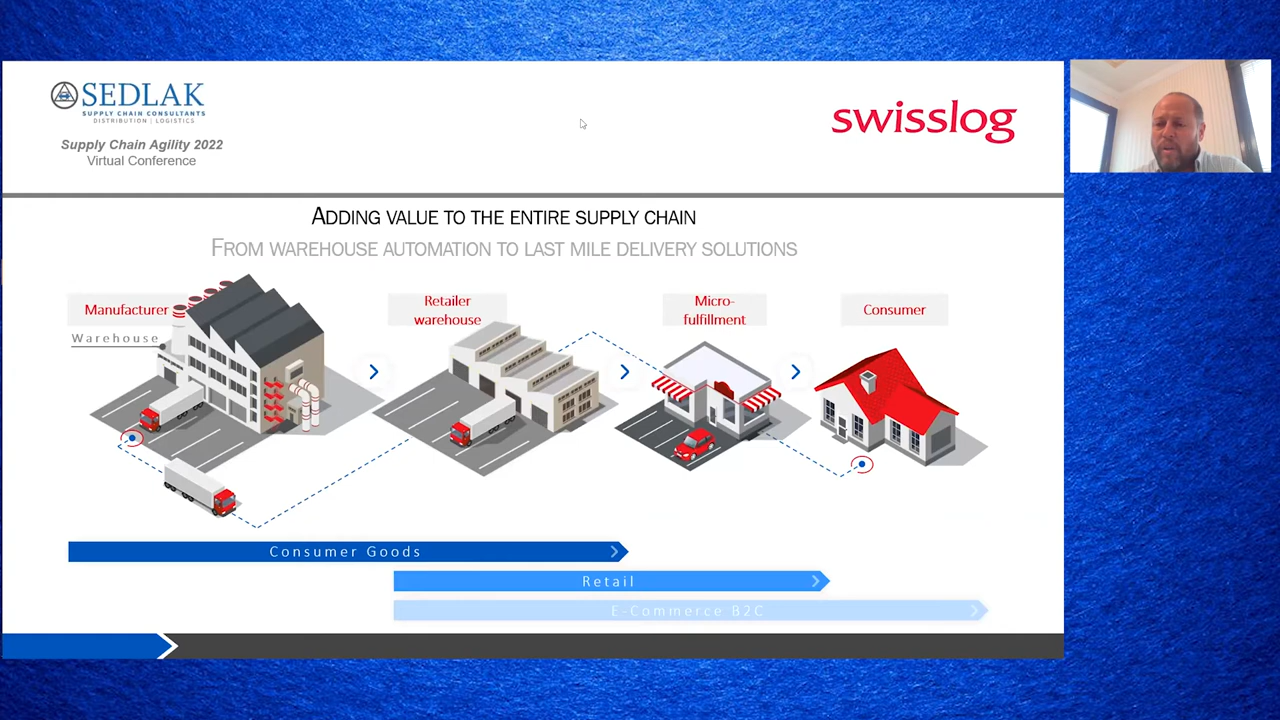 SEDLAK
SUPPLY CHAIN CONSULTANTS
DISTRIBUTION | LOGISTICS
Supply Chain Agility 2022
Virtual Conference
swisslog
ADDING VALUE TO THE ENTIRE SUPPLY CHAIN
FROM WAREHOUSE AUTOMATION TO LAST MILE DELIVERY SOLUTIONS
Manufacturer
Warehouse
Retailer
warehouse
Micro-
fulfillment
Consumer
Consumer Goods
Retail
E-Commerce B2C